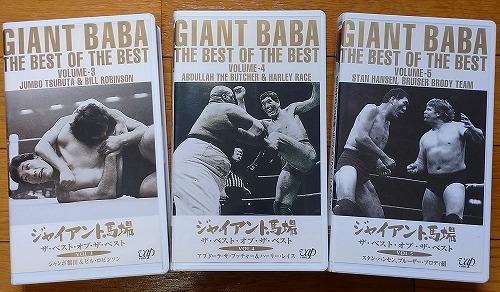 GIANT BABA
THE BEST OF THE BEST
VOLUME-3
JUMBO TSURUTA & BILL ROBINSON
ジャイアント馬場
ザ・ベスト・オブ・ザ・ベスト
VOL.3
ジャンボ鶴田&ビル・ロビンソン
vap
GIANT BABA
THE BEST OF THE BEST
VOLUME-4
ABDULLAH THE BUTCHER & HARLEY RACE
ジャイアント馬場
ザ・ベスト・オブ・ザ・ベスト
VOL.4
アブドーラ・ザ・ブッチャー&ハーリー・レイス
vap
GIANT BABA
THE BEST OF THE BEST
VOLUME-5
STAN HANSEN, BRUISER BRODY TEAM
ジャイアント馬場
ザ・ベスト・オブ・ザ・ベスト
VOL.5
スタン・ハンセン、ブルーザー・ブロディ組
vap